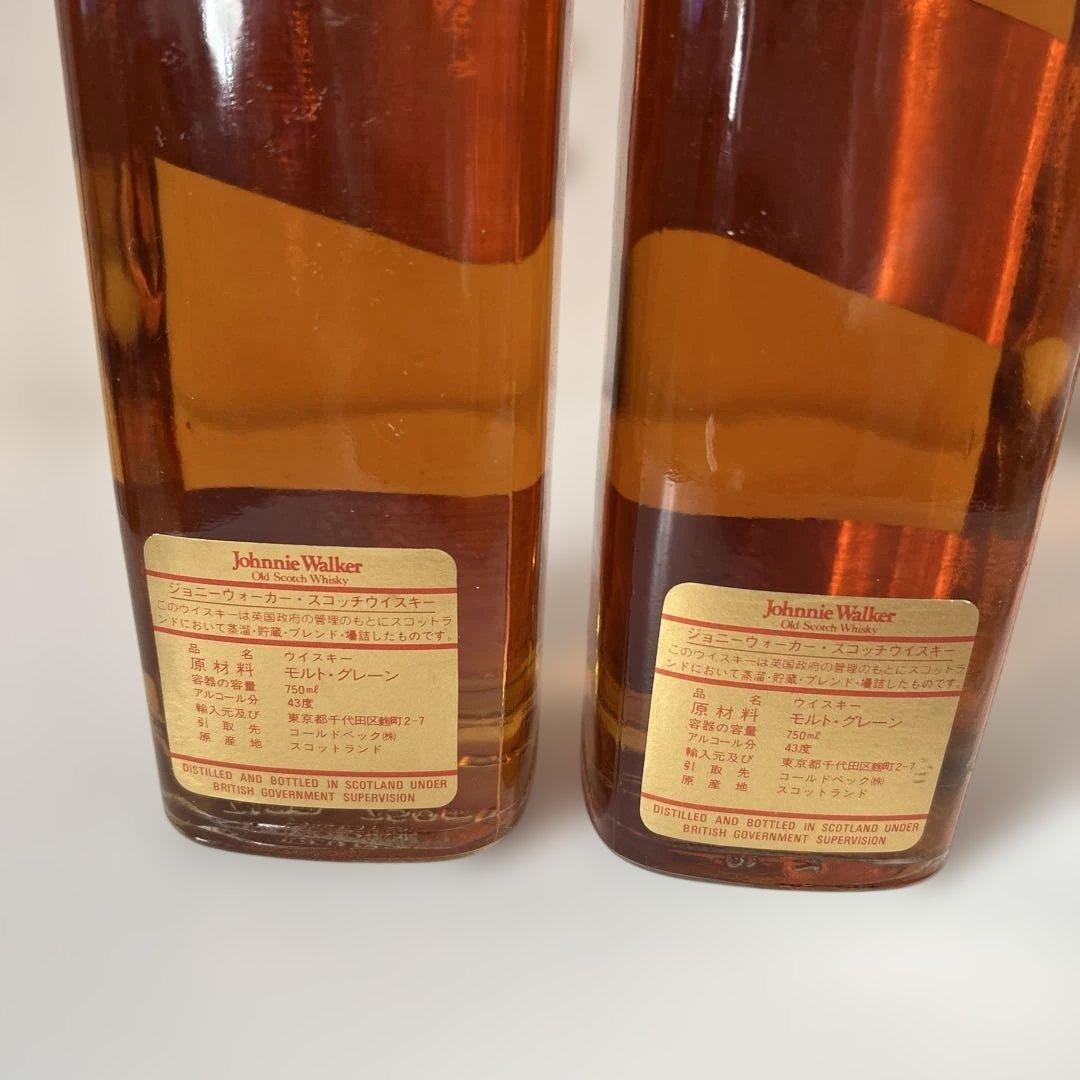 Johnnie Walker
Old Scotch Whisky
ジョニーウォーカー・スコッチウイスキー
このウイスキーは英国政府の管理のもとにスコットラ
ンドにおいて蒸溜・貯蔵・ブレンド・壜詰したものです。
品名 ウイスキー
原材料 モルト・グレーン
容器の容量 750mℓ
アルコール分 43度
輸入元及び 東京都千代田区麹町2-7
引取先 コールドベック㈱
原産地 スコットランド
DISTILLED AND BOTTLED IN SCOTLAND UNDER
BRITISH GOVERNMENT SUPERVISION
Johnnie Walker
Old Scotch Whisky
ジョニーウォーカー・スコッチウイスキー
このウイスキーは英国政府の管理のもとにスコットラ
ンドにおいて蒸溜・貯蔵・ブレンド・壜詰したものです。
品名 ウイスキー
原材料 モルト・グレーン
容器の容量 750mℓ
アルコール分 43度
輸入元及び 東京都千代田区麹町2-7
引取先 コールドベック㈱
原産地 スコットランド
DISTILLED AND BOTTLED IN SCOTLAND UNDER
BRITISH GOVERNMENT SUPERVISION